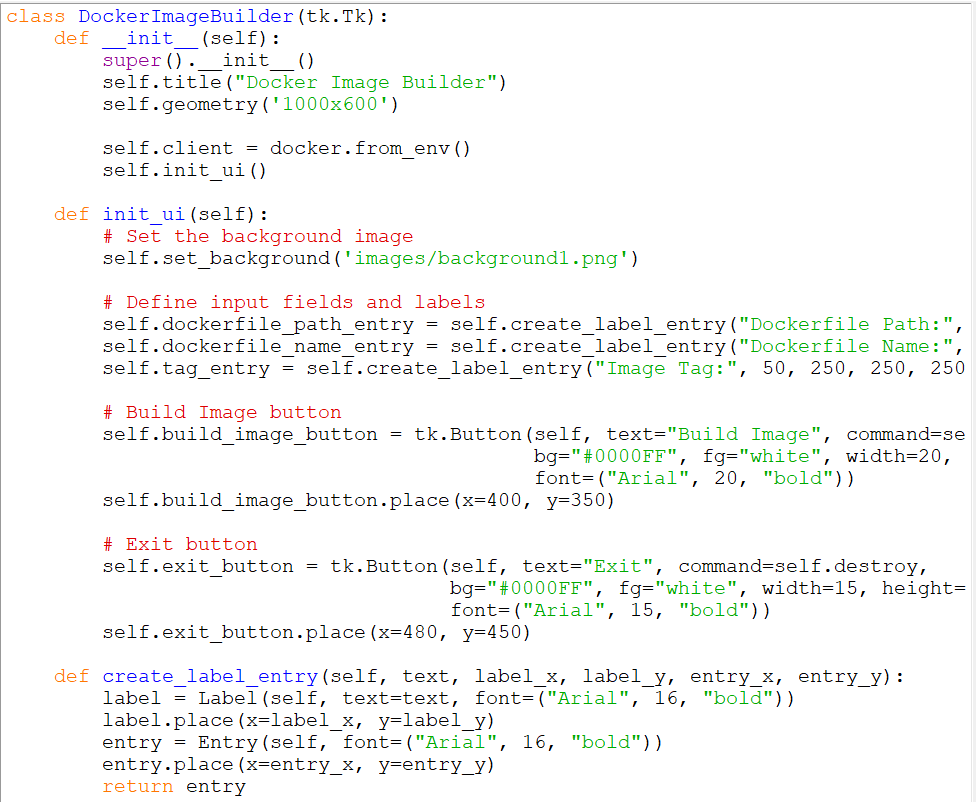 class DockerImageBuilder(tk.Tk):
    def __init__(self):
        super().__init__()
        self.title("Docker Image Builder")
        self.geometry('1000x600')

        self.client = docker.from_env()
        self.init_ui()

    def init_ui(self):
        # Set the background image
        self.set_background('images/background1.png')

        # Define input fields and labels
        self.dockerfile_path_entry = self.create_label_entry("Dockerfile Path:",
        self.dockerfile_name_entry = self.create_label_entry("Dockerfile Name:",
        self.tag_entry = self.create_label_entry("Image Tag:", 50, 250, 250, 250

        # Build Image button
        self.build_image_button = tk.Button(self, text="Build Image", command=se
                                            bg="#0000FF", fg="white", width=20,
                                            font=("Arial", 20, "bold"))
        self.build_image_button.place(x=400, y=350)

        # Exit button
        self.exit_button = tk.Button(self, text="Exit", command=self.destroy,
                                     bg="#0000FF", fg="white", width=15, height=
                                     font=("Arial", 15, "bold"))
        self.exit_button.place(x=480, y=450)

    def create_label_entry(self, text, label_x, label_y, entry_x, entry_y):
        label = Label(self, text=text, font=("Arial", 16, "bold"))
        label.place(x=label_x, y=label_y)
        entry = Entry(self, font=("Arial", 16, "bold"))
        entry.place(x=entry_x, y=entry_y)
        return entry